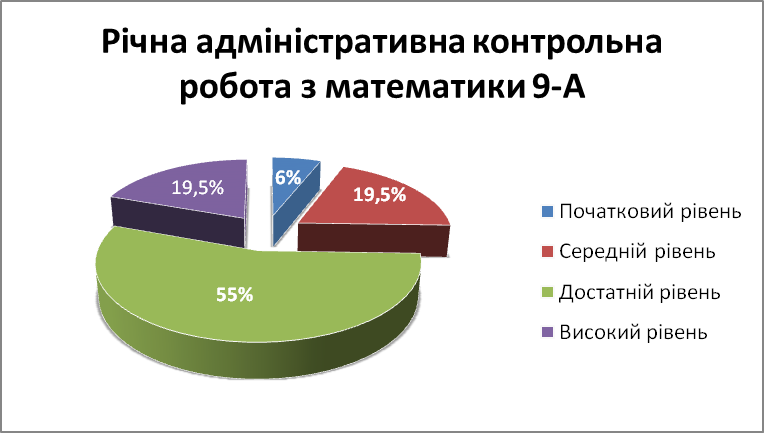 Річна адміністративна контрольна
робота з математики 9-А
6%
19,5%
19,5%
55%
Початковий рівень
Середній рівень
Достатній рівень
Високий рівень